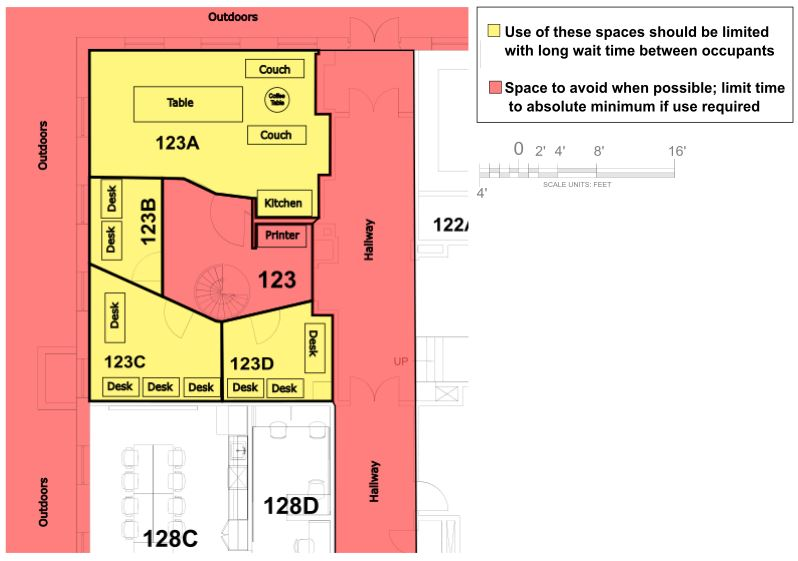 Outdoors
Use of these spaces should be limited
with long wait time between occupants
Space to avoid when possible; limit time
to absolute minimum if use required
Couch
Table
Coffee
Table
Couch
123A
Outdoors
0 2' 4' 8' 16'
SCALE UNITS: FEET
4'
Kitchen
Desk
Desk
123B
Printer
Hallway
122A
123
Desk
Desk
123C
123D
UP
Desk Desk Desk Desk Desk
Outdoors
Hallway
128C
128D